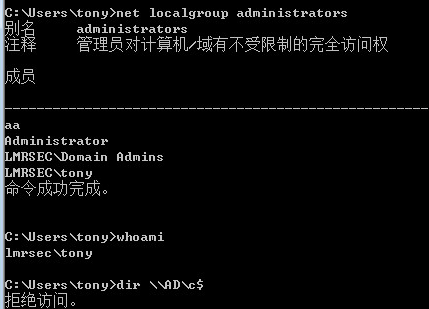 C:\Users\tony>net localgroup administrators
别名     administrators
注释     管理员对计算机/域有不受限制的完全访问权
成员
-------------------------------------------------------------------------------
aa
Administrator
LMRSEC\Domain Admins
LMRSEC\tony
命令成功完成。
C:\Users\tony>whoami
lmrsec\tony
C:\Users\tony>dir \\AD\c$
拒绝访问。